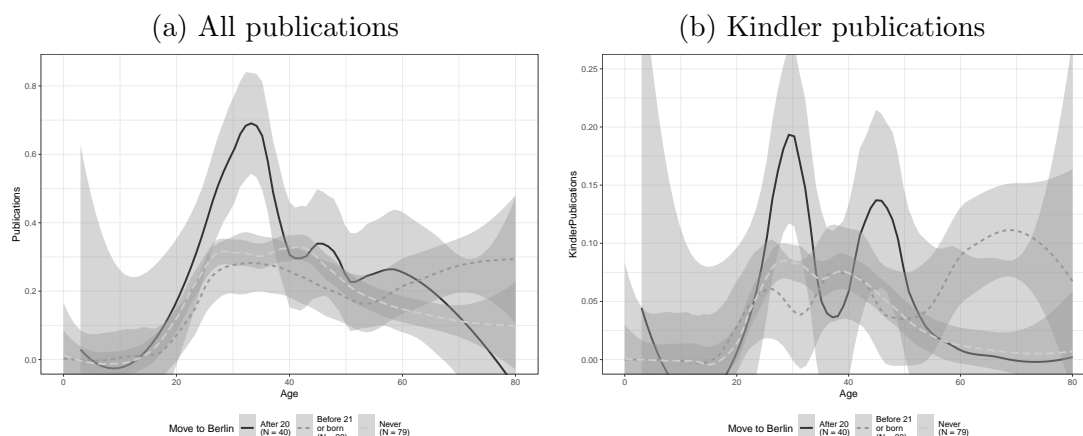 (a) All publications
(b) Kindler publications
0.8
0.6
0.4
0.2
0.0
Publications
0
20
40
60
80
Age
Move to Berlin
After 20
(N = 40)
Before 21
or born
Never
(N = 79)
0.25
0.20
0.15
0.10
0.05
0.00
KindlerPublications
0
20
40
60
80
Age
Move to Berlin
After 20
(N = 40)
Before 21
or born
Never
(N = 79)